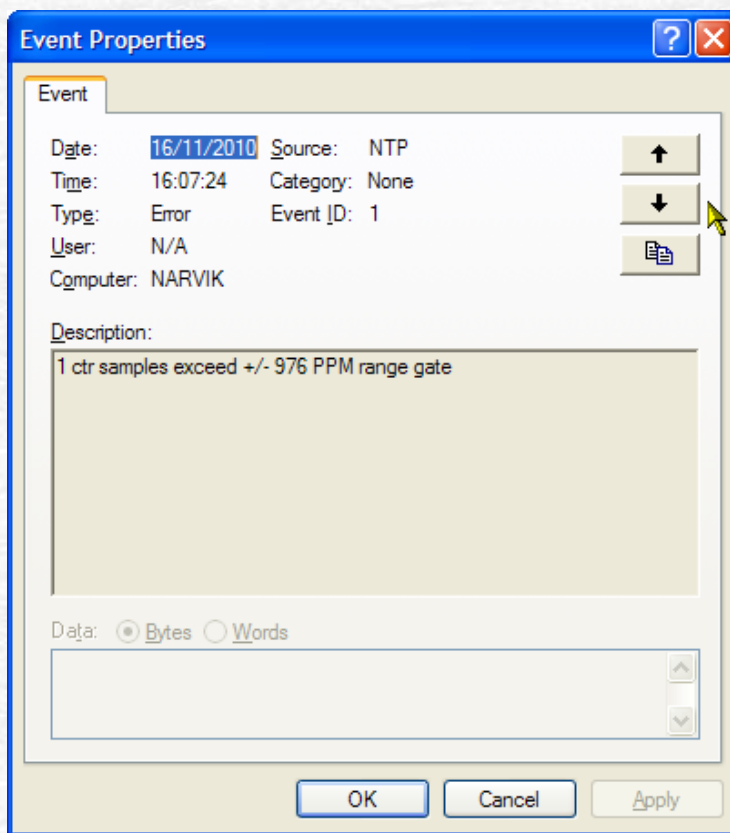 Event Properties
Event
Date: 16/11/2010 Source: NTP
Time: 16:07:24 Category: None
Type: Error Event ID: 1
User: N/A
Computer: NARVIK
Description:
1 ctr samples exceed +/- 976 PPM range gate
Data: Bytes Words
OK Cancel Apply